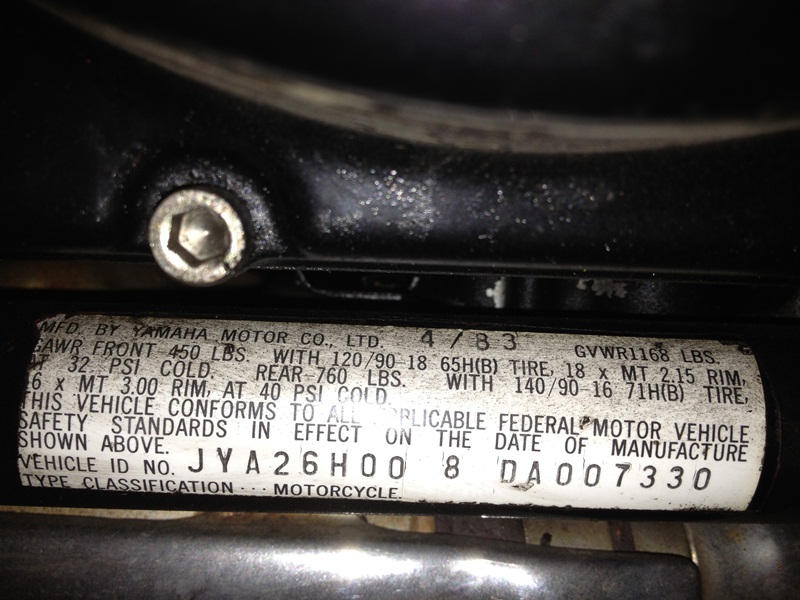 MFD. BY YAMAHA MOTOR CO., LTD. 4/83 GVWR1168 LBS.
GAWR FRONT 450 LBS. WITH 120/90-18 65H(B) TIRE, 18 x MT 2.15 RIM,
AT 32 PSI COLD. REAR 760 LBS. WITH 140/90-16 71H(B) TIRE,
16 x MT 3.00 RIM, AT 40 PSI COLD.
THIS VEHICLE CONFORMS TO ALL APPLICABLE FEDERAL MOTOR VEHICLE
SAFETY STANDARDS IN EFFECT ON THE DATE OF MANUFACTURE
SHOWN ABOVE.
VEHICLE ID NO. JYA26H00 8 DA007330
TYPE CLASSIFICATION ··· MOTORCYCLE